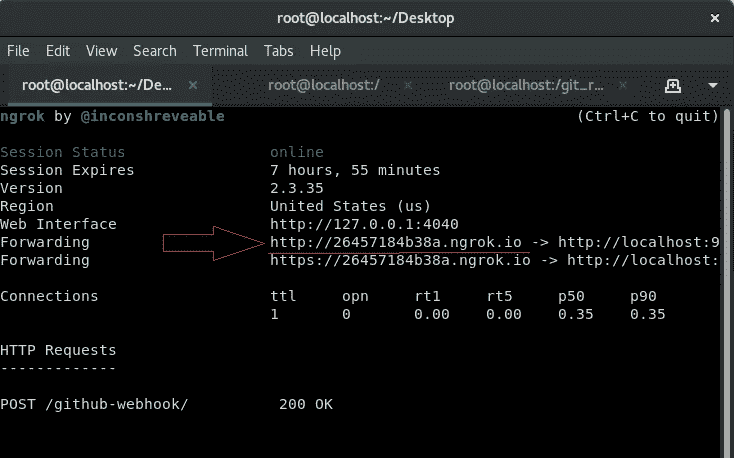 root@localhost:~/Desktop ×
File Edit View Search Terminal Tabs Help
root@localhost:~/De... × root@localhost:/ × root@localhost:/git_r... ×
ngrok by @inconshreveable (Ctrl+C to quit)
Session Status online
Session Expires 7 hours, 55 minutes
Version 2.3.35
Region United States (us)
Web Interface http://127.0.0.1:4040
Forwarding http://26457184b38a.ngrok.io -> http://localhost:9
Forwarding https://26457184b38a.ngrok.io -> http://localhost:
Connections ttl opn rt1 rt5 p50 p90
1 0 0.00 0.00 0.35 0.35
HTTP Requests
-------------
POST /github-webhook/ 200 OK